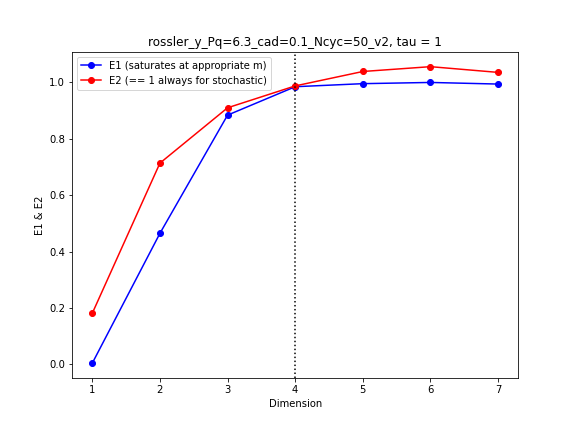 rossler_y_Pq=6.3_cad=0.1_Ncyc=50_v2, tau = 1
E1 (saturates at appropriate m)
E2 (== 1 always for stochastic)
1.0
0.8
0.6
0.4
0.2
0.0
E1 & E2
1 2 3 4 5 6 7
Dimension